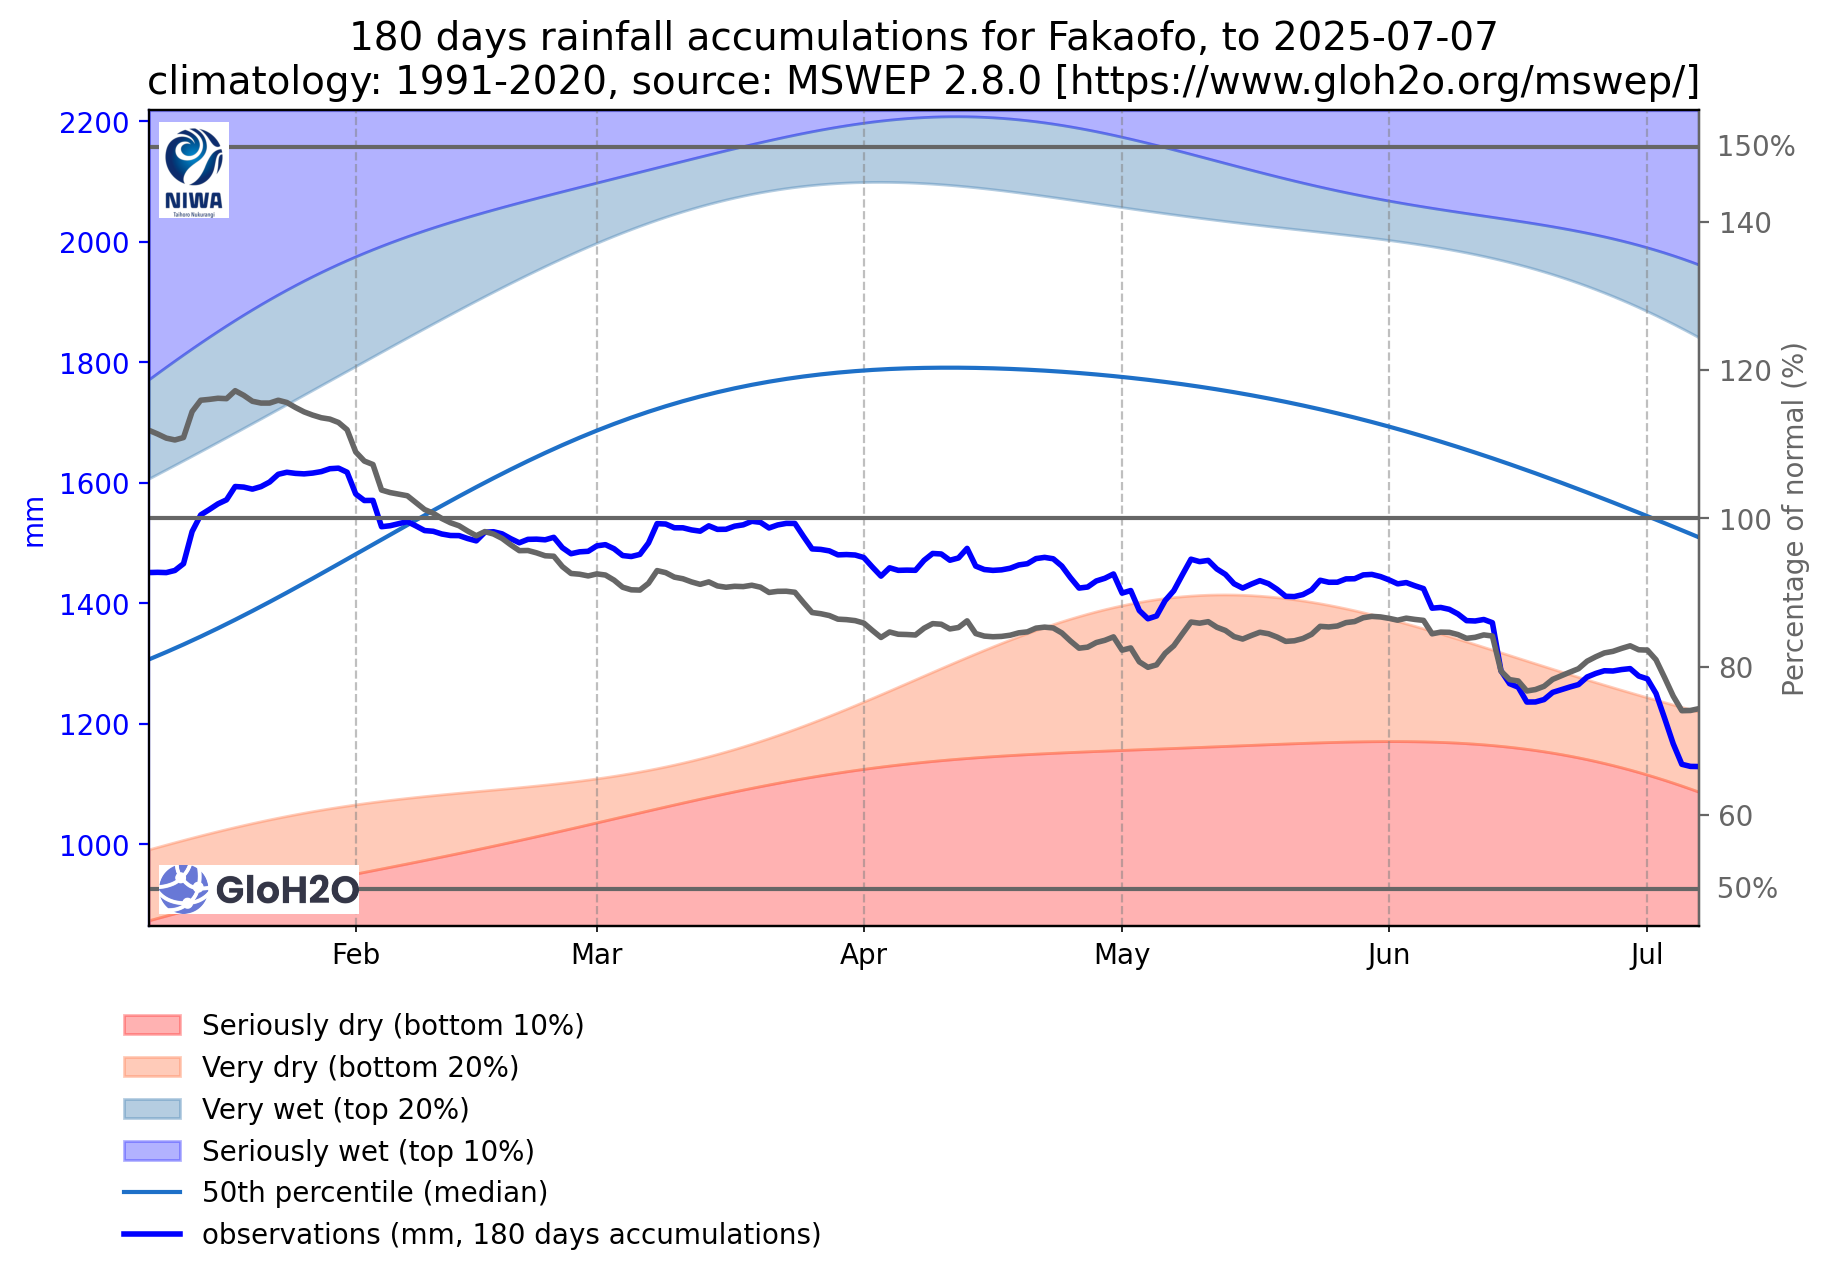 180 days rainfall accumulations for Fakaofo, to 2025-07-07
climatology: 1991-2020, source: MSWEP 2.8.0 [https://www.gloh2o.org/mswep/]
2200
2000
1800
1600
1400
1200
1000
mm
NIWA
Taihoro Nukurangi
GloH2O
150%
140
120
100
80
60
50%
Percentage of normal (%)
Feb
Mar
Apr
May
Jun
Jul
Seriously dry (bottom 10%)
Very dry (bottom 20%)
Very wet (top 20%)
Seriously wet (top 10%)
50th percentile (median)
observations (mm, 180 days accumulations)